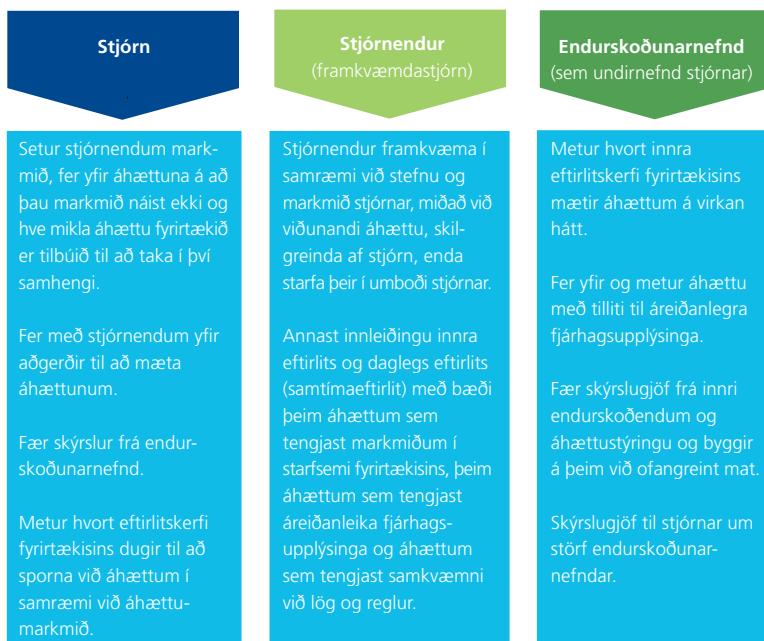 Stjórn
Setur stjórnendum mark-
mið, fer yfir áhættuna á að
þau markmið náist ekki og
hve mikla áhættu fyrirtækið
er tilbúið til að taka í því
samhengi.
Fer með stjórnendum yfir
aðgerðir til að mæta
áhættunum.
Fær skýrslur frá endur-
skoðunarnefnd.
Metur hvort eftirlitskerfi
fyrirtækisins dugir til að
sporna við áhættum í
samræmi við áhættu-
markmið.
Stjórnendur
(framkvæmdastjórn)
Stjórnendur framkvæma í
samræmi við stefnu og
markmið stjórnar, miðað við
viðunandi áhættu, skil-
greinda af stjórn, enda
starfa þeir í umboði stjórnar.
Annast innleiðingu innra
eftirlits og daglegs eftirlits
(samtímaeftirlit) með bæði
þeim áhættum sem
tengjast markmiðum í
starfsemi fyrirtækisins, þeim
áhættum sem tengjast
áreiðanleika fjárhags-
upplýsinga og áhættum
sem tengjast samkvæmni
við lög og reglur.
Endurskoðunarnefnd
(sem undirnefnd stjórnar)
Metur hvort innra
eftirlitskerfi fyrirtækisins
mætir áhættum á virkan
hátt.
Fer yfir og metur áhættu
með tilliti til áreiðanlegra
fjárhagsupplýsinga.
Fær skýrslugjöf frá innri
endurskoðendum og
áhættustýringu og byggir
á þeim við ofangreint mat.
Skýrslugjöf til stjórnar um
störf endurskoðunar-
nefndar.